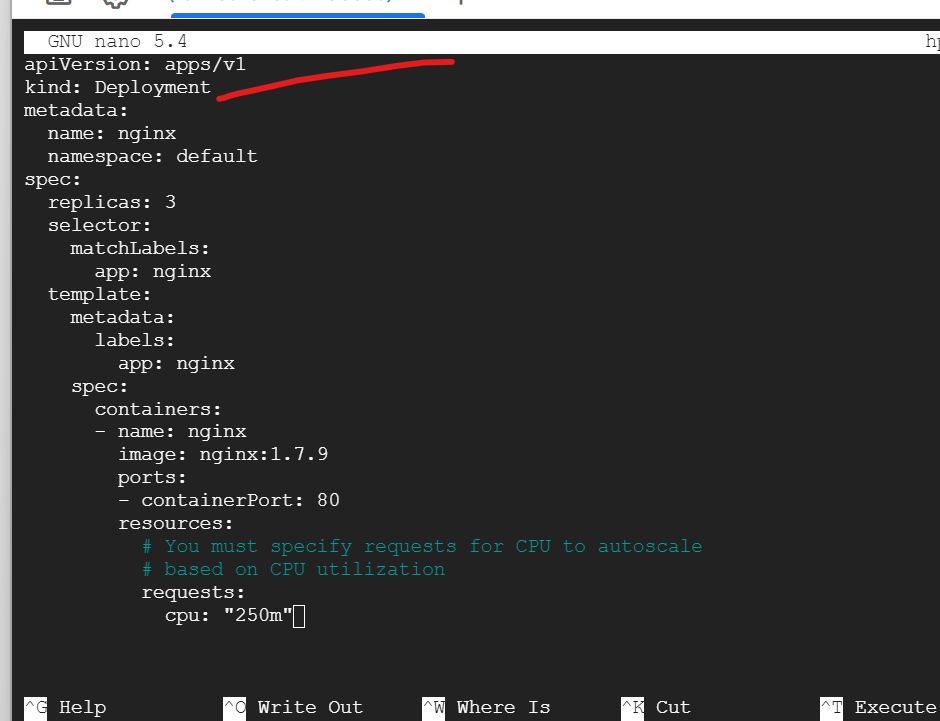 GNU nano 5.4
apiVersion: apps/v1
kind: Deployment
metadata:
  name: nginx
  namespace: default
spec:
  replicas: 3
  selector:
    matchLabels:
      app: nginx
  template:
    metadata:
      labels:
        app: nginx
    spec:
      containers:
      - name: nginx
        image: nginx:1.7.9
        ports:
        - containerPort: 80
        resources:
          # You must specify requests for CPU to autoscale
          # based on CPU utilization
          requests:
            cpu: "250m"
^G Help ^O Write Out ^W Where Is ^K Cut ^T Execute